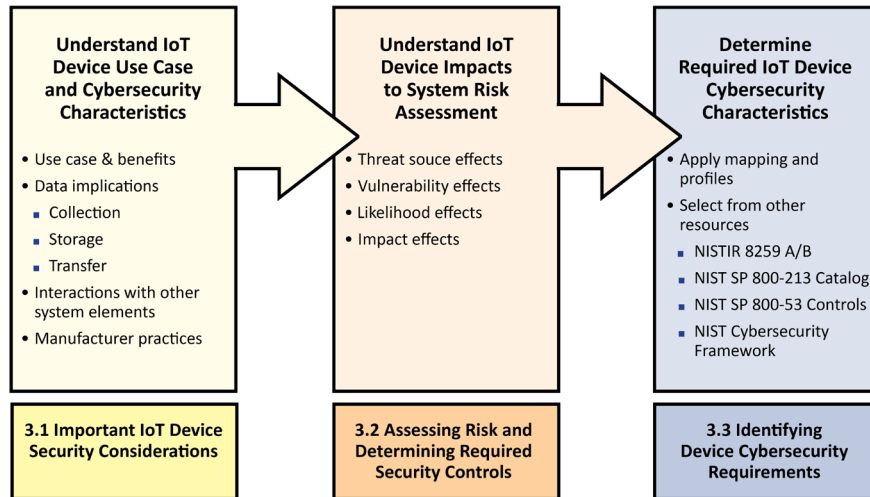 Understand IoT
Device Use Case
and Cybersecurity
Characteristics
• Use case & benefits
• Data implications
▪ Collection
▪ Storage
▪ Transfer
• Interactions with other
system elements
• Manufacturer practices
3.1 Important IoT Device
Security Considerations
Understand IoT
Device Impacts
to System Risk
Assessment
• Threat souce effects
• Vulnerability effects
• Likelihood effects
• Impact effects
3.2 Assessing Risk and
Determining Required
Security Controls
Determine
Required IoT Device
Cybersecurity
Characteristics
• Apply mapping and
profiles
• Select from other
resources
▪ NISTIR 8259 A/B
▪ NIST SP 800-213 Catalog
▪ NIST SP 800-53 Controls
▪ NIST Cybersecurity
Framework
3.3 Identifying
Device Cybersecurity
Requirements